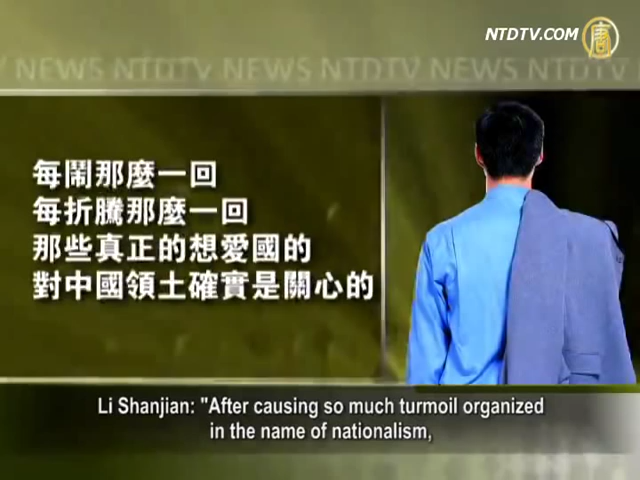 NTDTV.COM
NEWS NTDTV NEWS NTDTV NEWS NTDTV
每鬧那麼一回
每折騰那麼一回
那些真正的想愛國的
對中國領土確實是關心的
Li Shanjian: "After causing so much turmoil organized
in the name of nationalism,